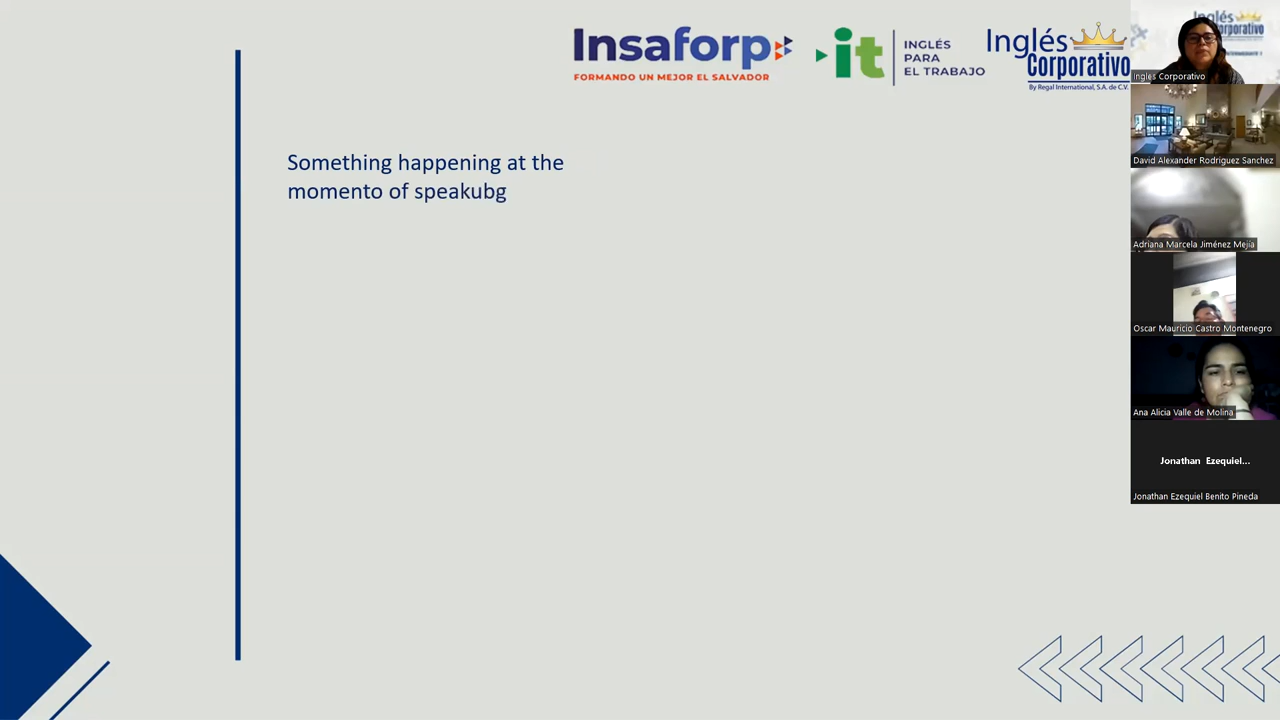 Insaforp
FORMANDO UN MEJOR EL SALVADOR
it
INGLÉS
PARA
EL TRABAJO
Inglés
Corporativo
By Regal International, S.A. de C.V.
Something happening at the
momento of speakubg
Inglés
Corporativo
Ingles Corporativo
David Alexander Rodriguez Sanchez
Adriana Marcela Jiménez Mejía
Oscar Mauricio Castro Montenegro
Ana Alicia Valle de Molina
Jonathan Ezequiel...
Jonathan Ezequiel Benito Pineda